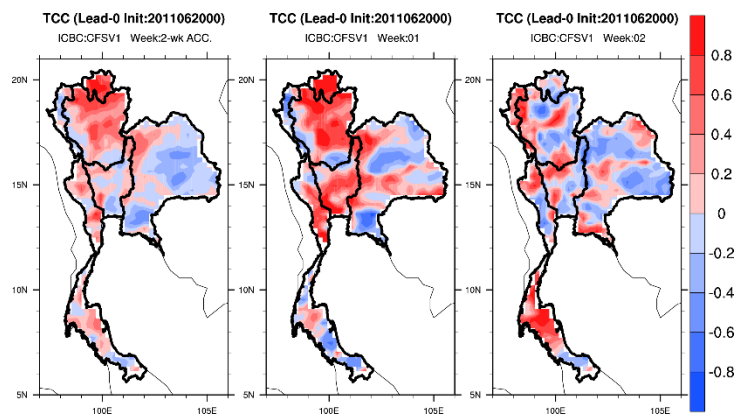 TCC (Lead-0 Init:2011062000)
ICBC:CFSV1 Week:2-wk ACC.
20N
15N
10N
5N
100E
105E
TCC (Lead-0 Init:2011062000)
ICBC:CFSV1 Week:01
20N
15N
10N
5N
100E
105E
TCC (Lead-0 Init:2011062000)
ICBC:CFSV1 Week:02
20N
15N
10N
5N
100E
105E
0.8
0.6
0.4
0.2
0
-0.2
-0.4
-0.6
-0.8